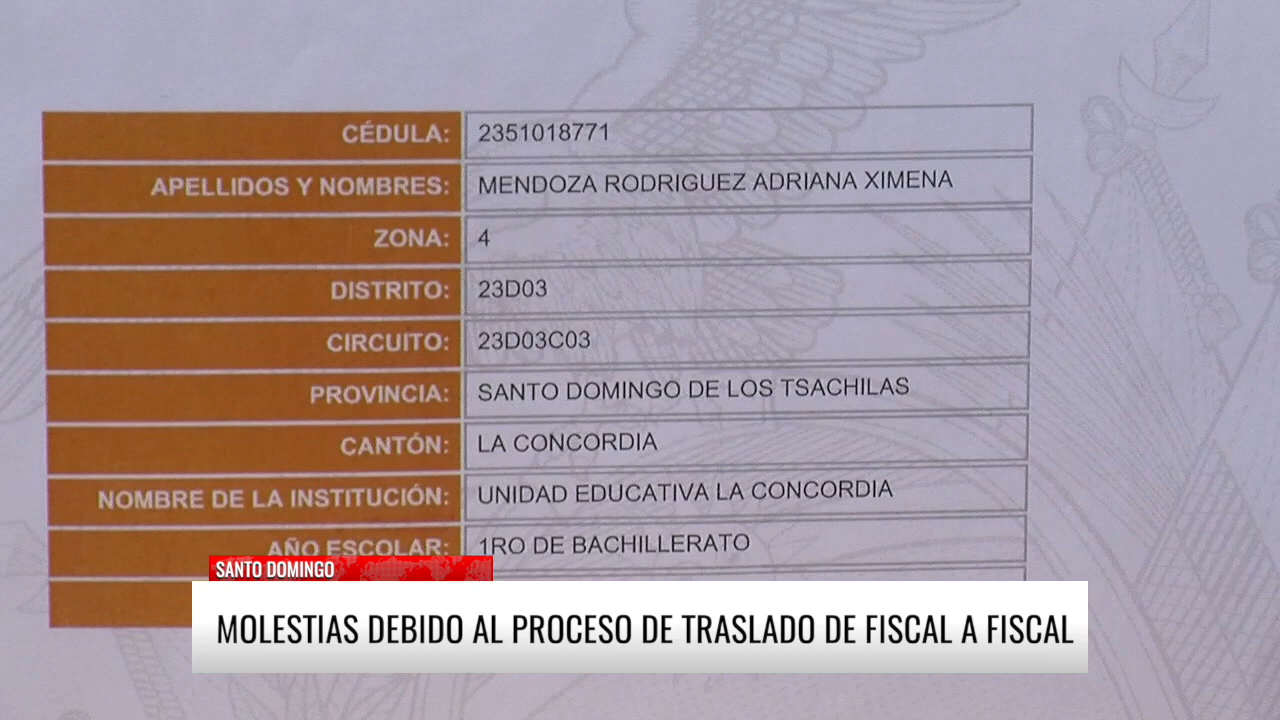 CÉDULA: 2351018771
APELLIDOS Y NOMBRES: MENDOZA RODRIGUEZ ADRIANA XIMENA
ZONA: 4
DISTRITO: 23D03
CIRCUITO: 23D03C03
PROVINCIA: SANTO DOMINGO DE LOS TSACHILAS
CANTÓN: LA CONCORDIA
NOMBRE DE LA INSTITUCIÓN: UNIDAD EDUCATIVA LA CONCORDIA
AÑO ESCOLAR: 1RO DE BACHILLERATO
SANTO DOMINGO
MOLESTIAS DEBIDO AL PROCESO DE TRASLADO DE FISCAL A FISCAL